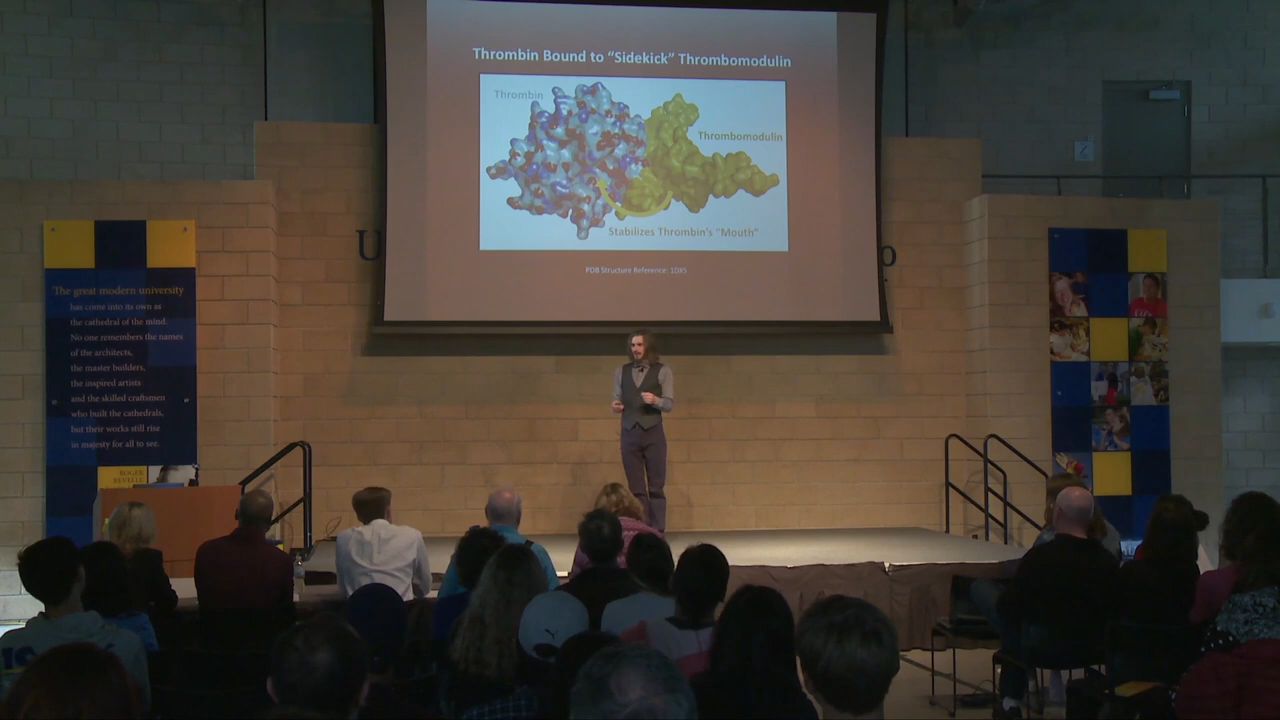 Thrombin Bound to “Sidekick” Thrombomodulin
Thrombin
Thrombomodulin
Stabilizes Thrombin's "Mouth"
PDB Structure Reference: 1DX5
U
o
The great modern university
has come into its own as
the cathedral of the mind.
No one remembers the names
of the architects,
the master builders,
the inspired artists
and the skilled craftsmen
who built the cathedrals,
but their works still rise
in majesty for all to see.
ROGER
REVELLE